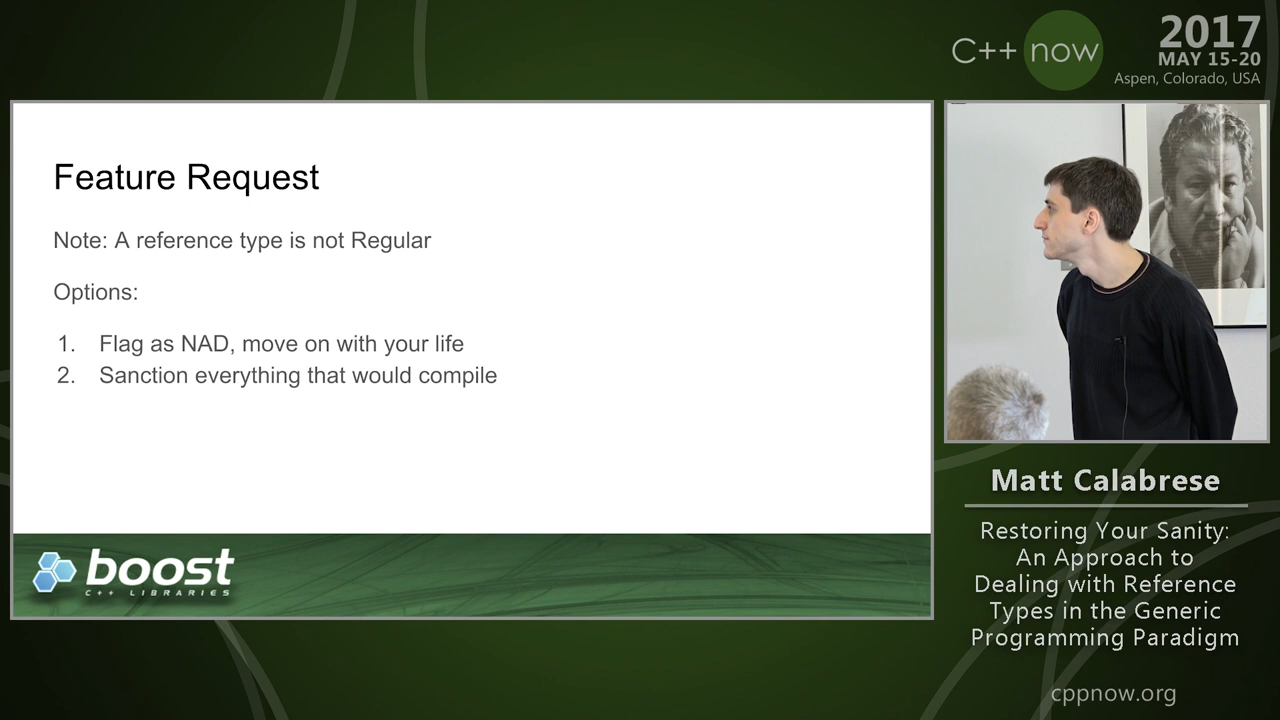 C++ now
2017
MAY 15-20
Aspen, Colorado, USA
Feature Request
Note: A reference type is not Regular
Options:
1. Flag as NAD, move on with your life
2. Sanction everything that would compile
boost
C++ LIBRARIES
Matt Calabrese
Restoring Your Sanity:
An Approach to
Dealing with Reference
Types in the Generic
Programming Paradigm
cppnow.org